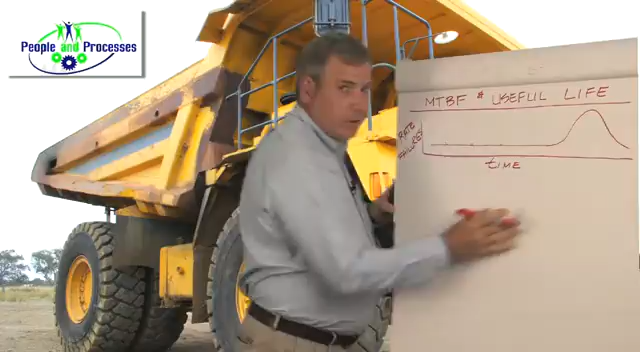 People and Processes
MTBF & USEFUL LIFE
RATE
FAILURES
tIME